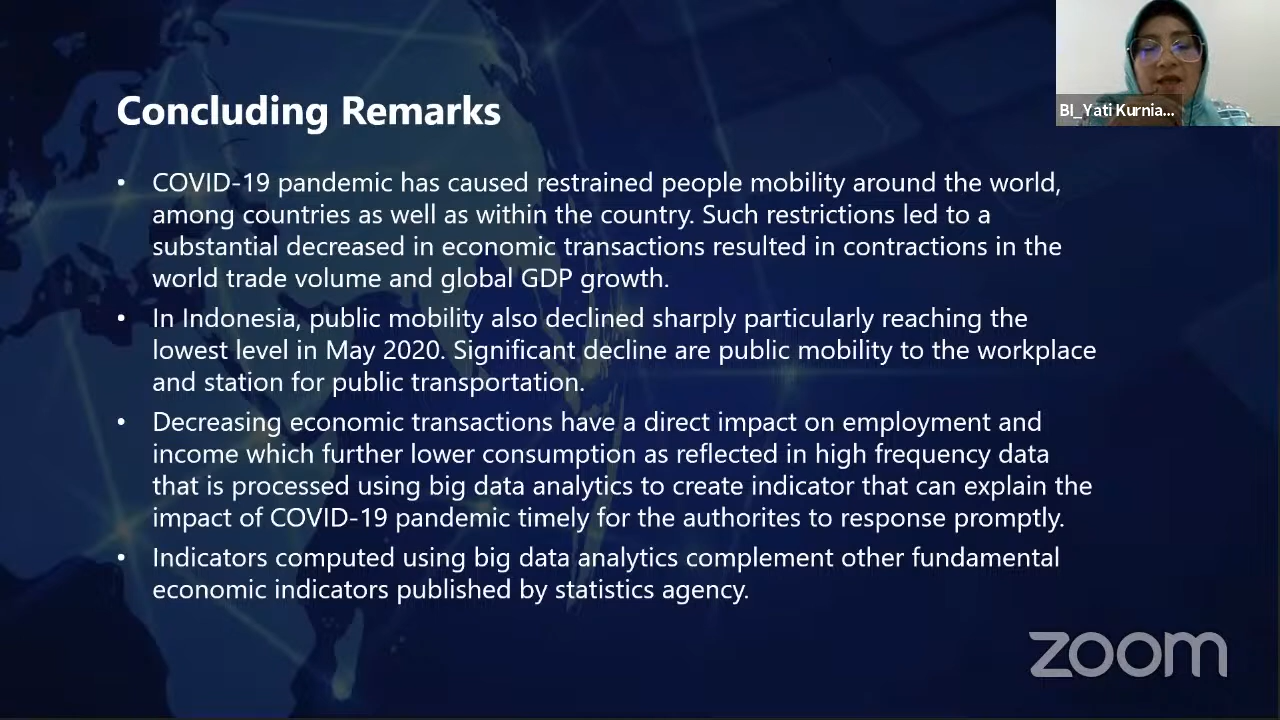 BI_Yati Kurnia...
Concluding Remarks
• COVID-19 pandemic has caused restrained people mobility around the world,
among countries as well as within the country. Such restrictions led to a
substantial decreased in economic transactions resulted in contractions in the
world trade volume and global GDP growth.
• In Indonesia, public mobility also declined sharply particularly reaching the
lowest level in May 2020. Significant decline are public mobility to the workplace
and station for public transportation.
• Decreasing economic transactions have a direct impact on employment and
income which further lower consumption as reflected in high frequency data
that is processed using big data analytics to create indicator that can explain the
impact of COVID-19 pandemic timely for the authorites to response promptly.
• Indicators computed using big data analytics complement other fundamental
economic indicators published by statistics agency.
zoom